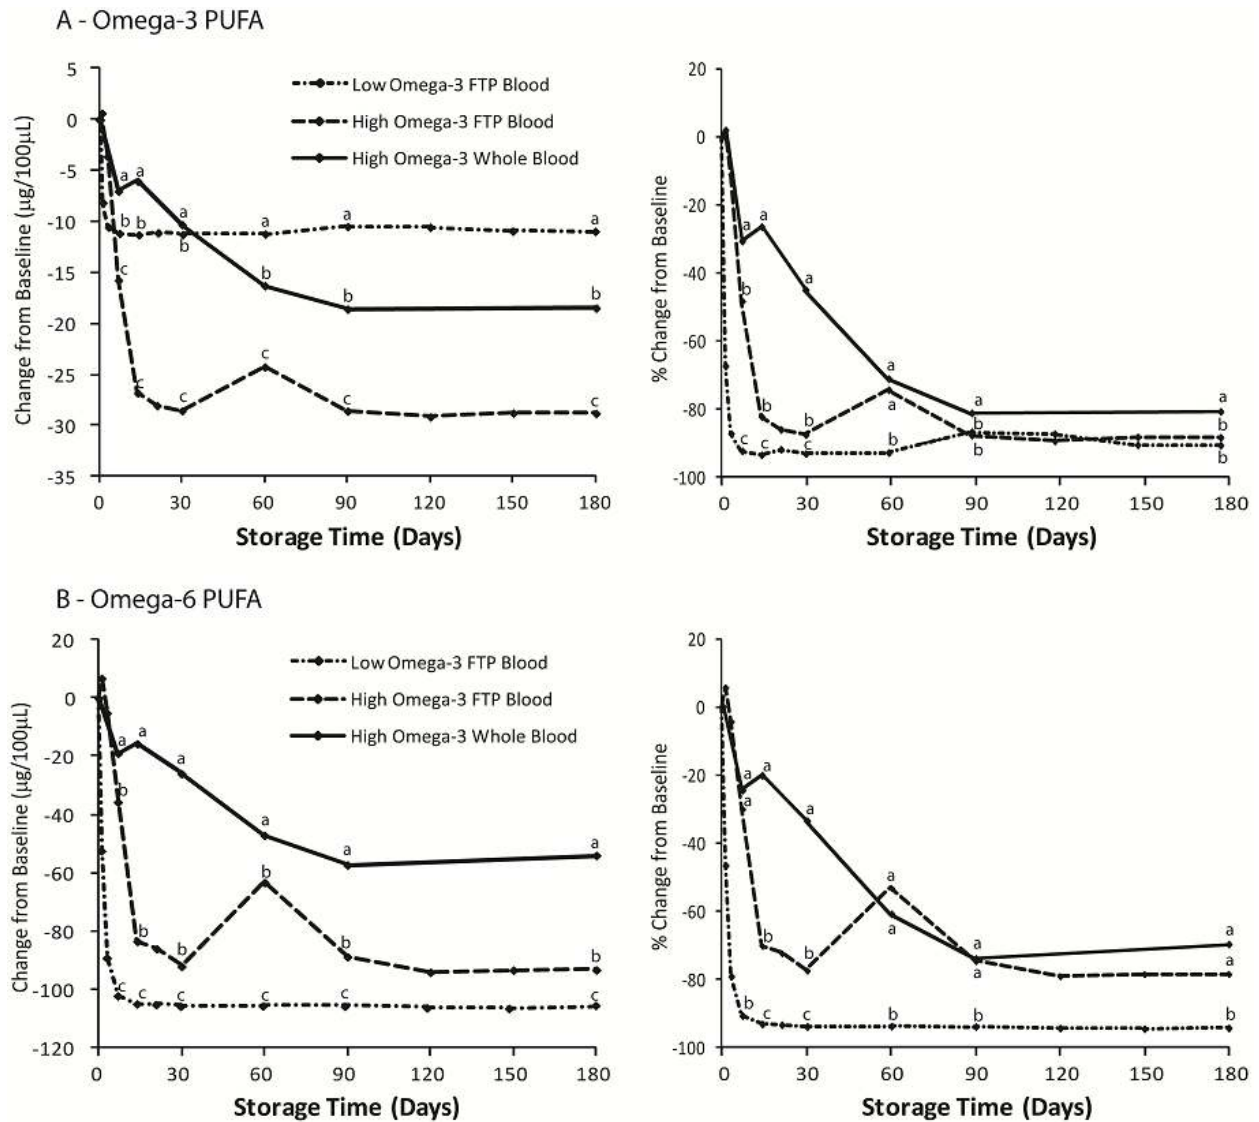 A - Omega-3 PUFA
5
0
-5
-10
-15
-20
-25
-30
-35
Change from Baseline (µg/100µL)
Low Omega-3 FTP Blood
High Omega-3 FTP Blood
High Omega-3 Whole Blood
a
a
a
a
a
a
b
b
b
b
b
b
c
c
c
c
c
c
0
30
60
90
120
150
180
Storage Time (Days)
20
0
-20
-40
-60
-80
-100
% Change from Baseline
a
a
a
a
a
a
b
b
b
a
b
b
c
c
c
b
b
b
0
30
60
90
120
150
180
Storage Time (Days)
B - Omega-6 PUFA
20
0
-20
-40
-60
-80
-100
-120
Change from Baseline (µg/100µL)
Low Omega-3 FTP Blood
High Omega-3 FTP Blood
High Omega-3 Whole Blood
a
a
a
a
a
a
b
b
b
b
b
b
c
c
c
c
c
c
0
30
60
90
120
150
180
Storage Time (Days)
20
0
-20
-40
-60
-80
-100
% Change from Baseline
a
a
a
a
a
a
a
b
b
a
a
a
b
c
c
b
b
b
0
30
60
90
120
150
180
Storage Time (Days)